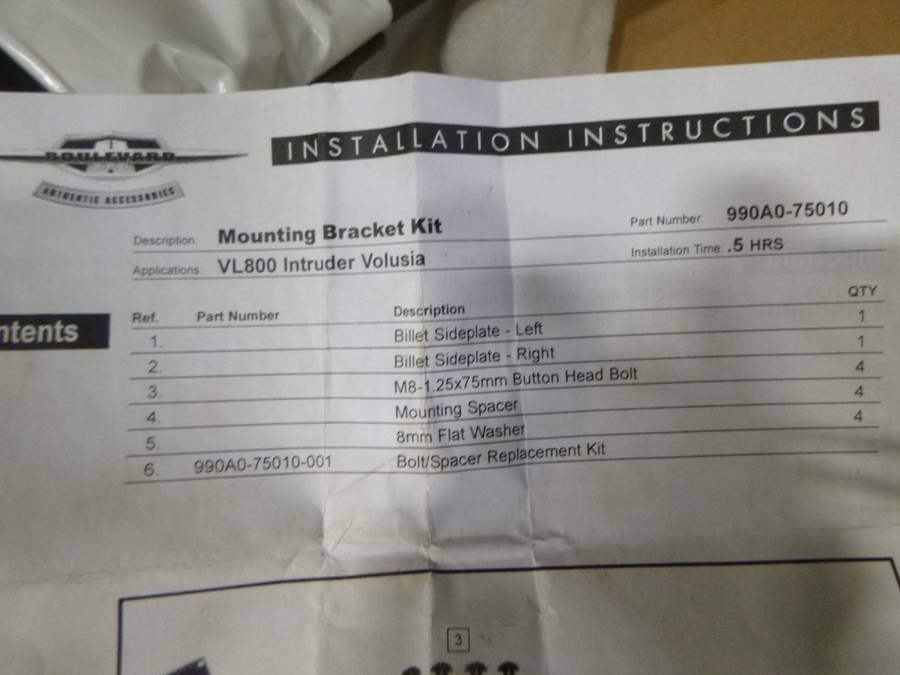 BOULEVARD
AUTHENTIC ACCESSORIES
INSTALLATION INSTRUCTIONS
Description: Mounting Bracket Kit Part Number: 990A0-75010
Applications: VL800 Intruder Volusia Installation Time: .5 HRS
ntents
Ref. Part Number Description QTY
1. Billet Sideplate - Left 1
2. Billet Sideplate - Right 1
3. M8-1.25x75mm Button Head Bolt 4
4. Mounting Spacer 4
5. 8mm Flat Washer 4
6. 990A0-75010-001 Bolt/Spacer Replacement Kit
3